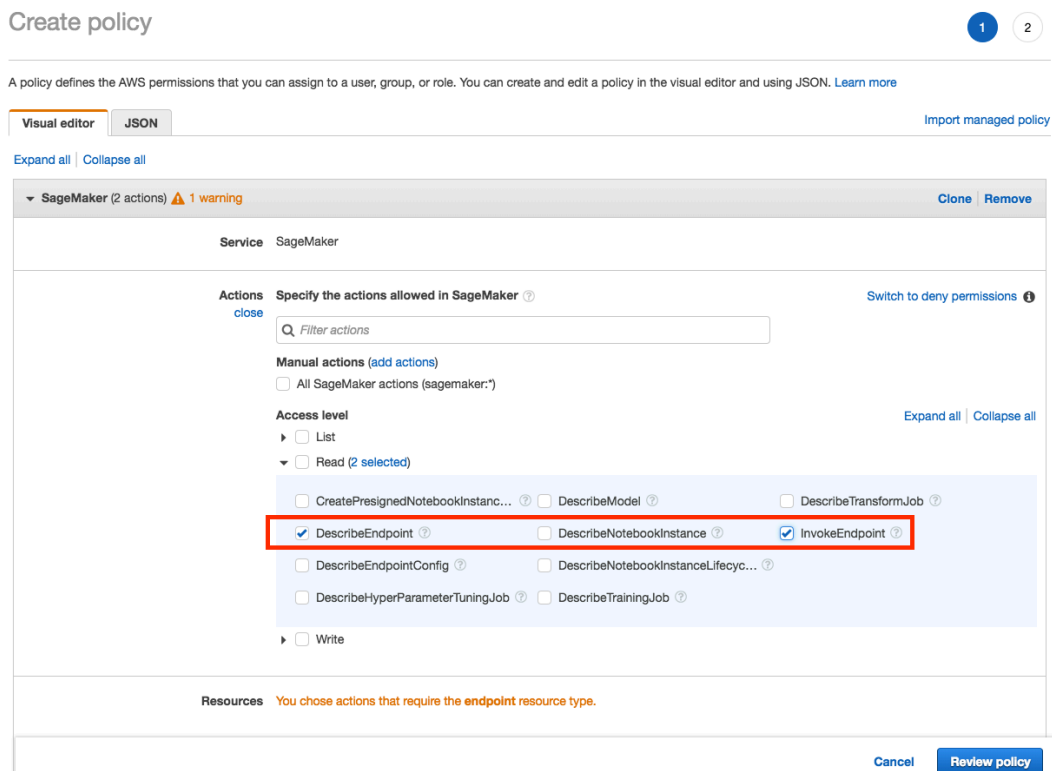 Create policy
1 2
A policy defines the AWS permissions that you can assign to a user, group, or role. You can create and edit a policy in the visual editor and using JSON. Learn more
Visual editor JSON Import managed policy
Expand all Collapse all
SageMaker (2 actions) 1 warning Clone Remove
Service SageMaker
Actions Specify the actions allowed in SageMaker ? Switch to deny permissions i
close
Filter actions
Manual actions (add actions)
All SageMaker actions (sagemaker:*)
Access level Expand all Collapse all
List
Read (2 selected)
CreatePresignedNotebookInstanc... ? DescribeModel ? DescribeTransformJob ?
DescribeEndpoint ? DescribeNotebookInstance ? InvokeEndpoint ?
DescribeEndpointConfig ? DescribeNotebookInstanceLifecyc... ?
DescribeHyperParameterTuningJob ? DescribeTrainingJob ?
Write
Resources You chose actions that require the endpoint resource type.
Cancel Review policy